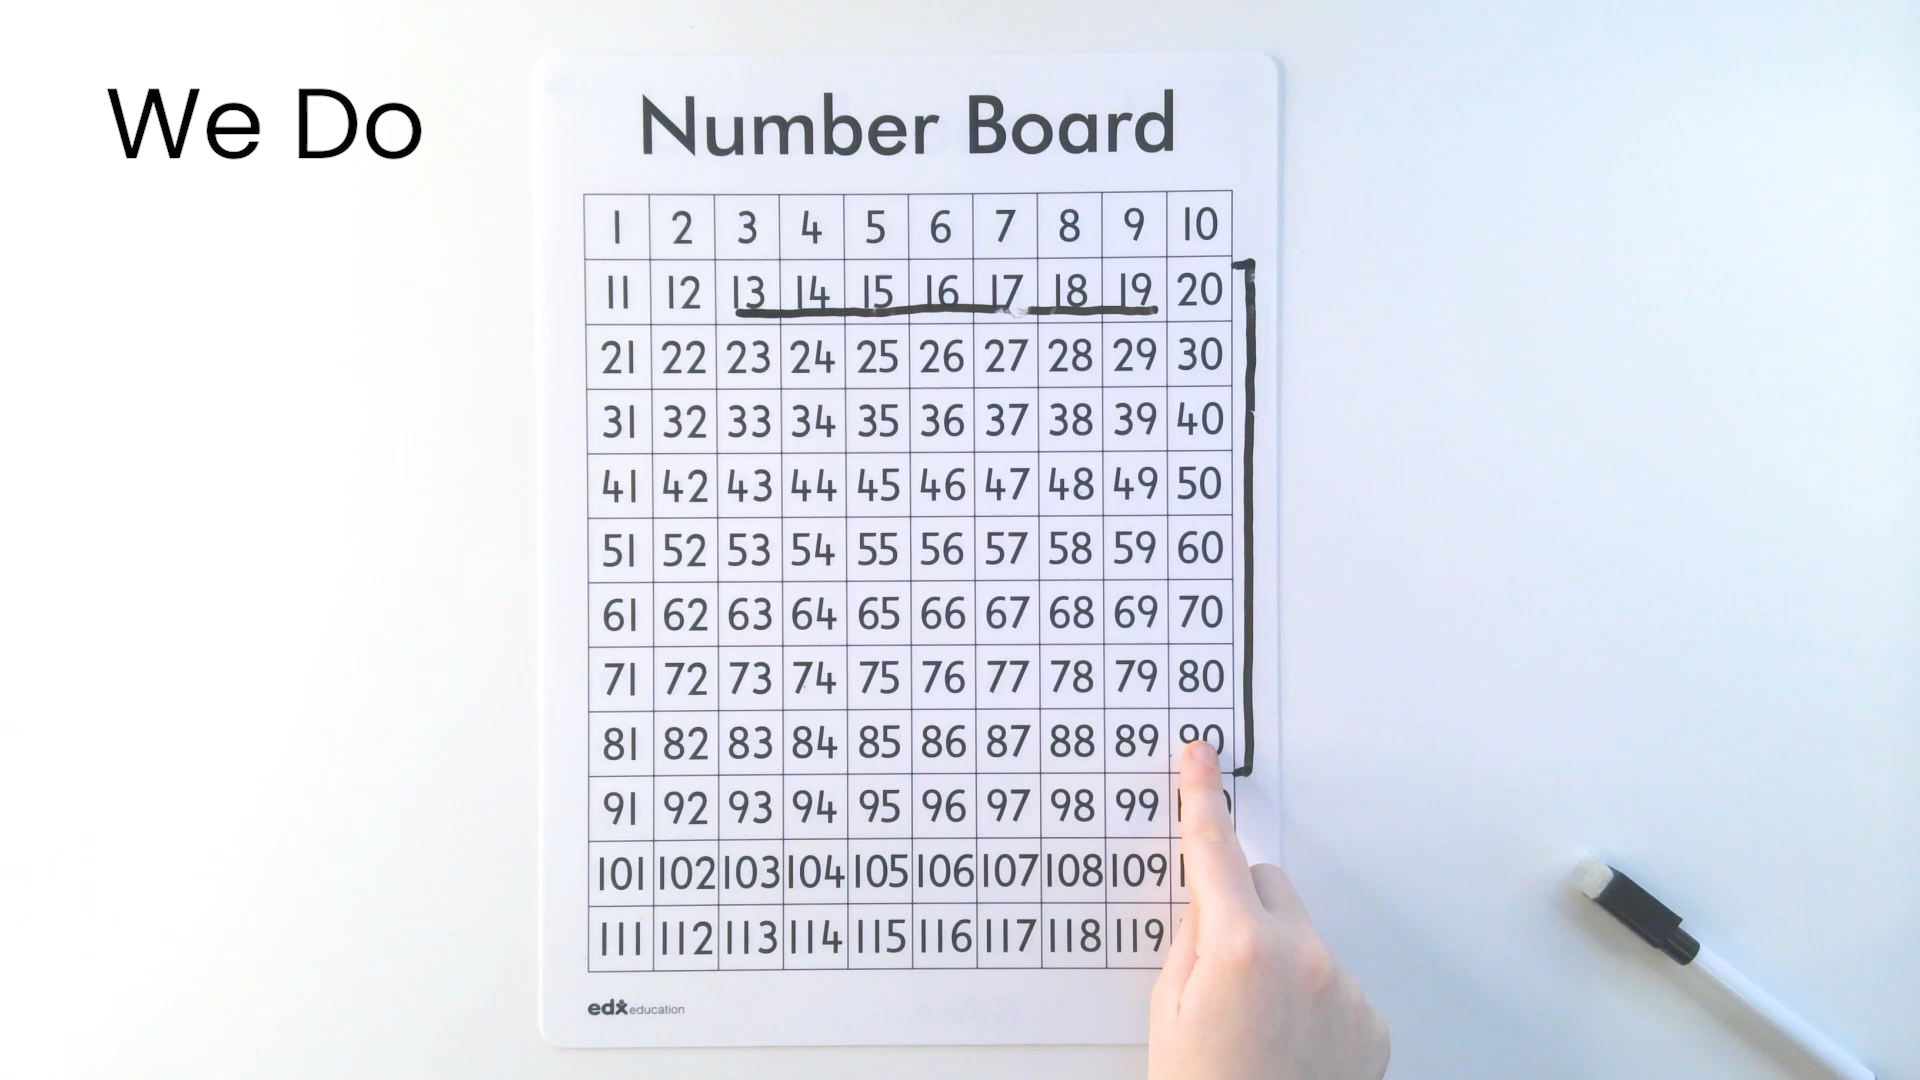 We Do
Number Board
1 2 3 4 5 6 7 8 9 10
11 12 13 14 15 16 17 18 19 20
21 22 23 24 25 26 27 28 29 30
31 32 33 34 35 36 37 38 39 40
41 42 43 44 45 46 47 48 49 50
51 52 53 54 55 56 57 58 59 60
61 62 63 64 65 66 67 68 69 70
71 72 73 74 75 76 77 78 79 80
81 82 83 84 85 86 87 88 89 90
91 92 93 94 95 96 97 98 99
101 102 103 104 105 106 107 108 109
111 112 113 114 115 116 117 118 119
edx education